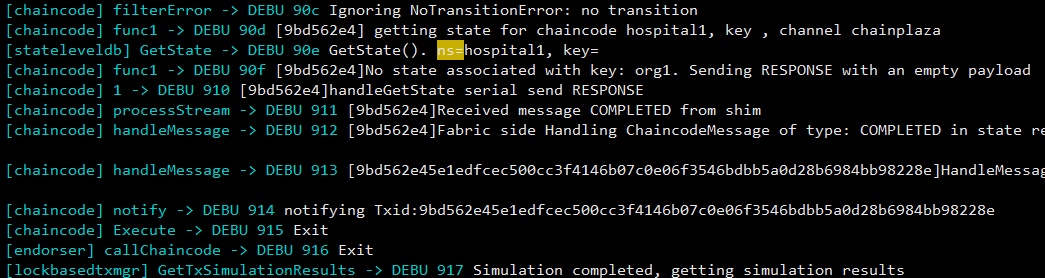 [chaincode] filterError -> DEBU 90c Ignoring NoTransitionError: no transition
[chaincode] func1 -> DEBU 90d [9bd562e4] getting state for chaincode hospital1, key , channel chainplaza
[stateleveldb] GetState -> DEBU 90e GetState(). ns=hospital1, key=
[chaincode] func1 -> DEBU 90f [9bd562e4]No state associated with key: org1. Sending RESPONSE with an empty payload
[chaincode] 1 -> DEBU 910 [9bd562e4]handleGetState serial send RESPONSE
[chaincode] processStream -> DEBU 911 [9bd562e4]Received message COMPLETED from shim
[chaincode] handleMessage -> DEBU 912 [9bd562e4]Fabric side Handling ChaincodeMessage of type: COMPLETED in state re
[chaincode] handleMessage -> DEBU 913 [9bd562e45e1edfcec500cc3f4146b07c0e06f3546bdbb5a0d28b6984bb98228e]HandleMessag
[chaincode] notify -> DEBU 914 notifying Txid:9bd562e45e1edfcec500cc3f4146b07c0e06f3546bdbb5a0d28b6984bb98228e
[chaincode] Execute -> DEBU 915 Exit
[endorser] callChaincode -> DEBU 916 Exit
[lockbasedtxmgr] GetTxSimulationResults -> DEBU 917 Simulation completed, getting simulation results